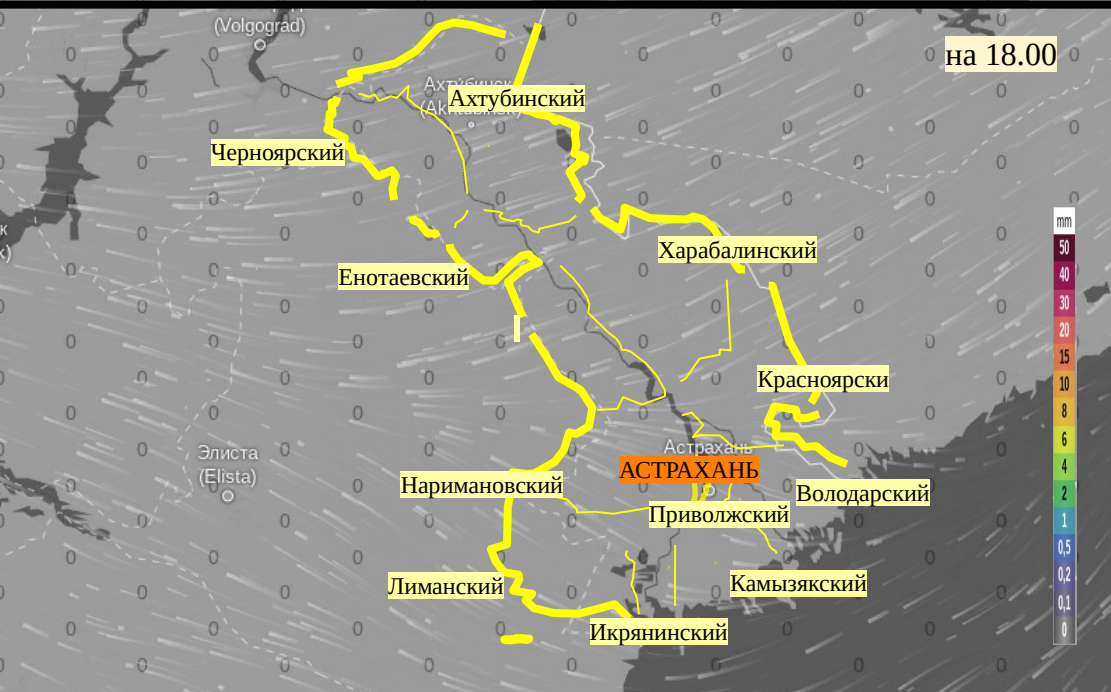 (Volgograd)
на 18.00
Ахтубинск
(Akhtubinsk)
Ахтубинский
Черноярский
к
к)
Харабалинский
Енотаевский
mm
50
40
30
20
15
10
8
6
4
2
1
0,5
0,2
0,1
0
Красноярски
Элиста
(Elista)
Астрахань
АСТРАХАНЬ
Наримановский
Володарский
Приволжский
Лиманский
Камызякский
Икрянинский